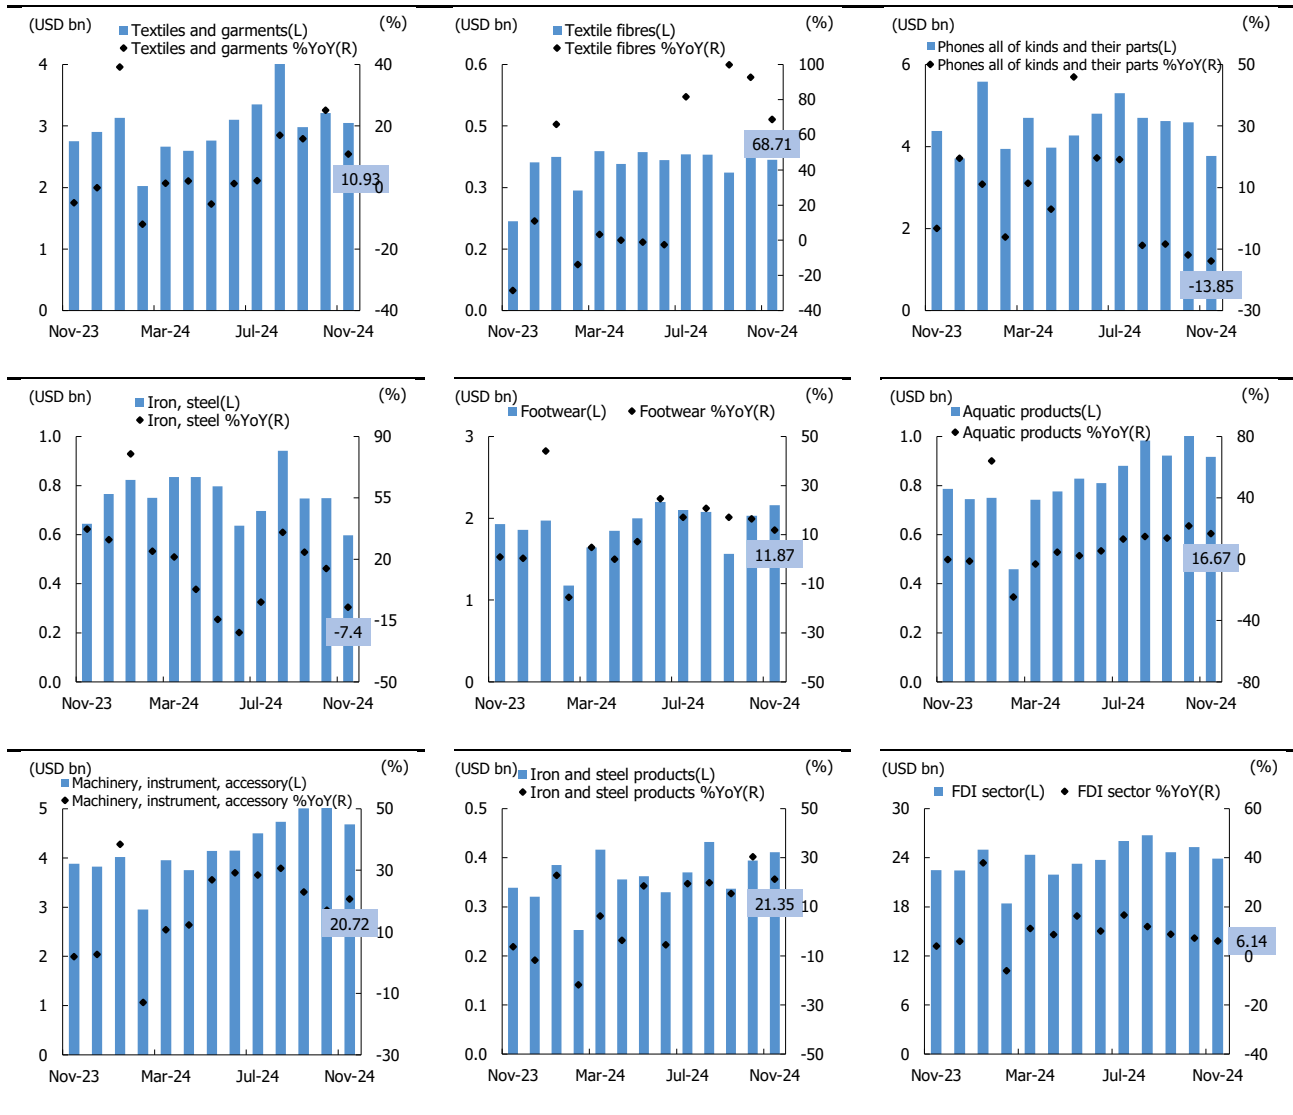 (USD bn) (%)
Textiles and garments(L)
Textiles and garments %YoY(R)
4 40
3 20
10.93
2 0
1 -20
0 -40
Nov-23 Mar-24 Jul-24 Nov-24
(USD bn) (%)
Textile fibres(L)
Textile fibres %YoY(R)
0.6 100
80
0.5 60
68.71
40
0.3 20
0
0.2 -20
0.0 -40
Nov-23 Mar-24 Jul-24 Nov-24
(USD bn) (%)
Phones all of kinds and their parts(L)
Phones all of kinds and their parts %YoY(R)
6 50
30
4
10
2 -10
-13.85
0 -30
Nov-23 Mar-24 Jul-24 Nov-24
(USD bn) (%)
Iron, steel(L)
Iron, steel %YoY(R)
1.0 90
0.8 55
0.6 20
0.4
-15
0.2 -7.4
0.0 -50
Nov-23 Mar-24 Jul-24 Nov-24
(USD bn) (%)
Footwear(L) Footwear %YoY(R)
3 50
30
2 10
11.87
1 -10
-30
0 -50
Nov-23 Mar-24 Jul-24 Nov-24
(USD bn) (%)
Aquatic products(L)
Aquatic products %YoY(R)
1.0 80
0.8 40
0.6 16.67 0
0.4 -40
0.2
0.0 -80
Nov-23 Mar-24 Jul-24 Nov-24
(USD bn) (%)
Machinery, instrument, accessory(L)
Machinery, instrument, accessory %YoY(R)
5 50
4 30
3 20.72
10
2 -10
1
0 -30
Nov-23 Mar-24 Jul-24 Nov-24
(USD bn) (%)
Iron and steel products(L)
Iron and steel products %YoY(R)
0.5 50
0.4 30
0.3 21.35 10
0.2 -10
0.1 -30
0.0 -50
Nov-23 Mar-24 Jul-24 Nov-24
(USD bn) (%)
FDI sector(L) FDI sector %YoY(R)
30 60
24 40
18 20
6.14
12 0
6 -20
0 -40
Nov-23 Mar-24 Jul-24 Nov-24